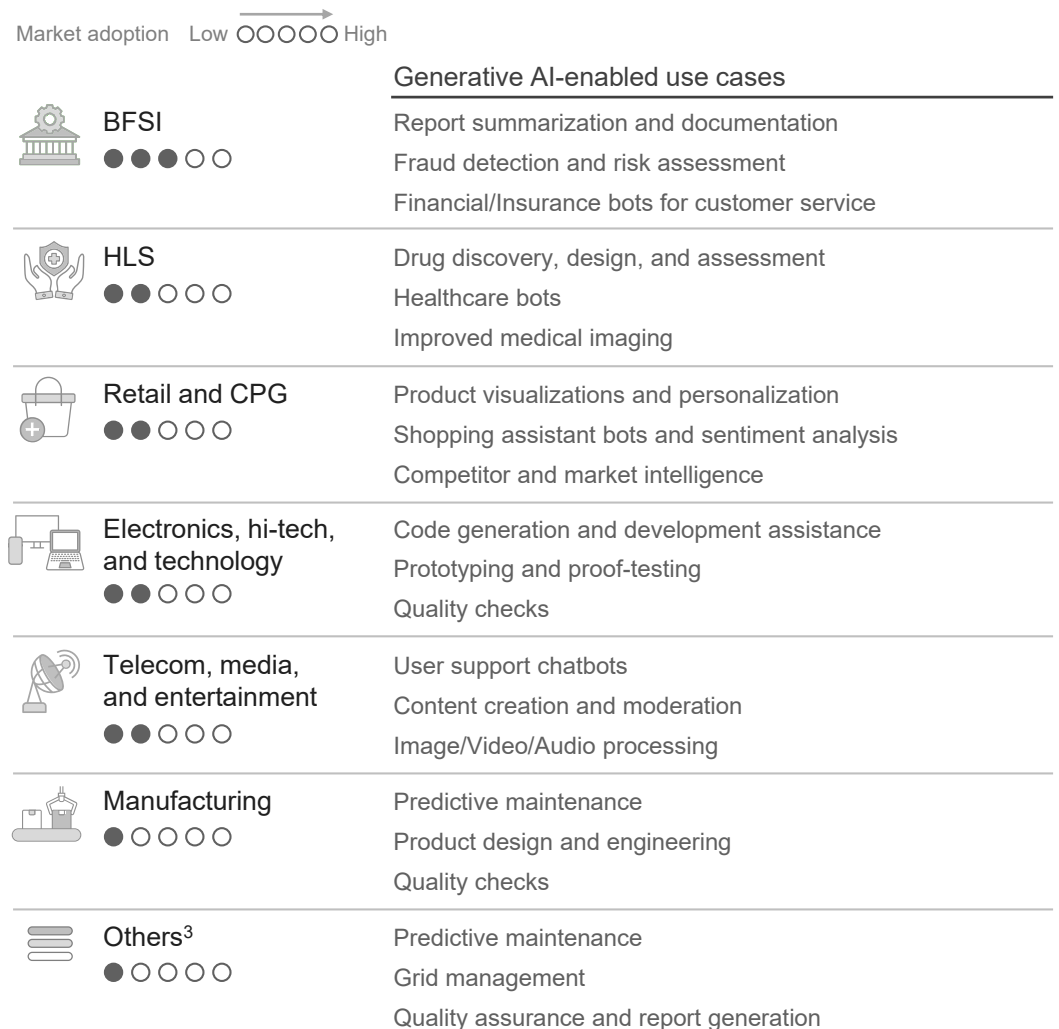 Market adoption Low High
Generative AI-enabled use cases
BFSI
Report summarization and documentation
Fraud detection and risk assessment
Financial/Insurance bots for customer service
HLS
Drug discovery, design, and assessment
Healthcare bots
Improved medical imaging
Retail and CPG
Product visualizations and personalization
Shopping assistant bots and sentiment analysis
Competitor and market intelligence
Electronics, hi-tech,
and technology
Code generation and development assistance
Prototyping and proof-testing
Quality checks
Telecom, media,
and entertainment
User support chatbots
Content creation and moderation
Image/Video/Audio processing
Manufacturing
Predictive maintenance
Product design and engineering
Quality checks
Others³
Predictive maintenance
Grid management
Quality assurance and report generation